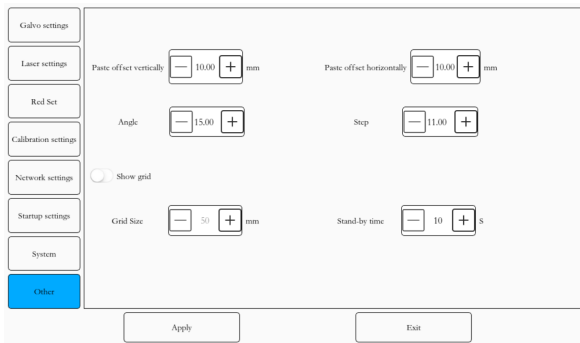 Galvo settings
Laser settings
Red Set
Calibration settings
Network settings
Startup settings
System
Other
Paste offset vertically — 10.00 + mm
Paste offset horizontally — 10.00 + mm
Angle — 15.00 +
Step — 11.00 +
Show grid
Grid Size — 50 + mm
Stand-by time — 10 + S
Apply
Exit